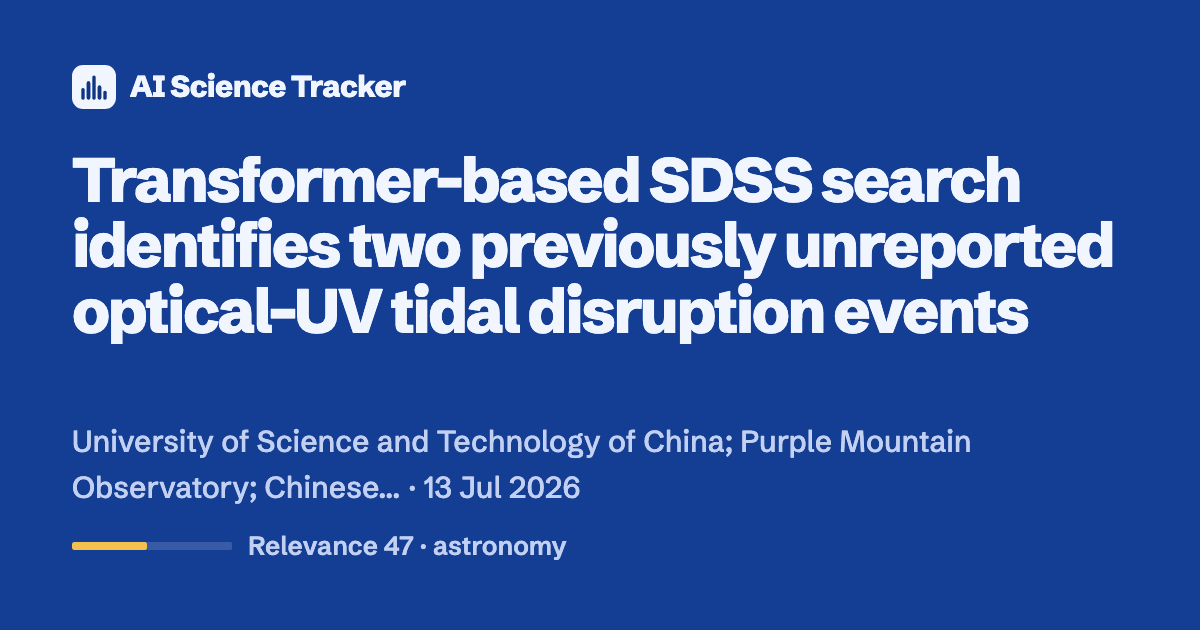 AI Science Tracker
Transformer-based SDSS search
identifies two previously unreported
optical-UV tidal disruption events
University of Science and Technology of China; Purple Mountain
Observatory; Chinese... · 13 Jul 2026
Relevance 47 · astronomy